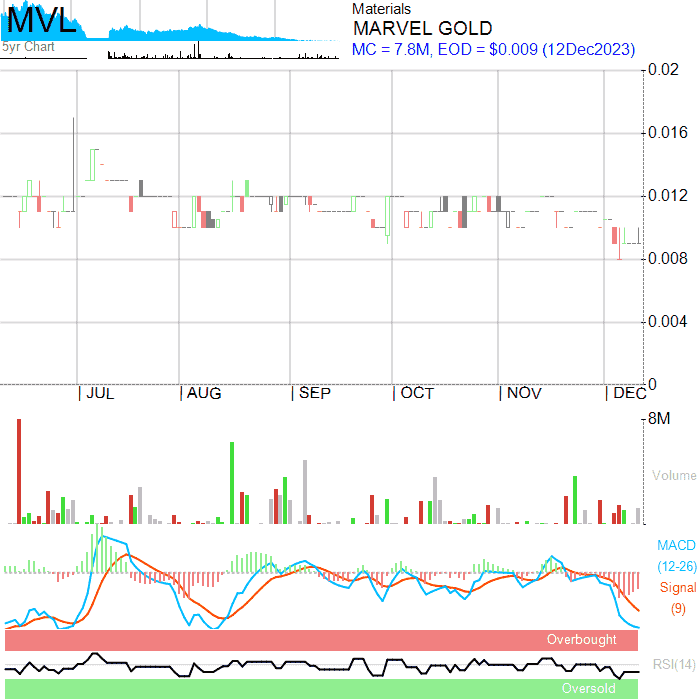 MVL
5yr Chart
Materials
MARVEL GOLD
MC = 7.8M, EOD = $0.009 (12Dec2023)
0.02
0.016
0.012
0.008
0.004
0
| JUL | AUG | SEP | OCT | NOV | DEC
8M
Volume
MACD
(12-26)
Signal
(9)
Overbought
RSI(14)
Oversold